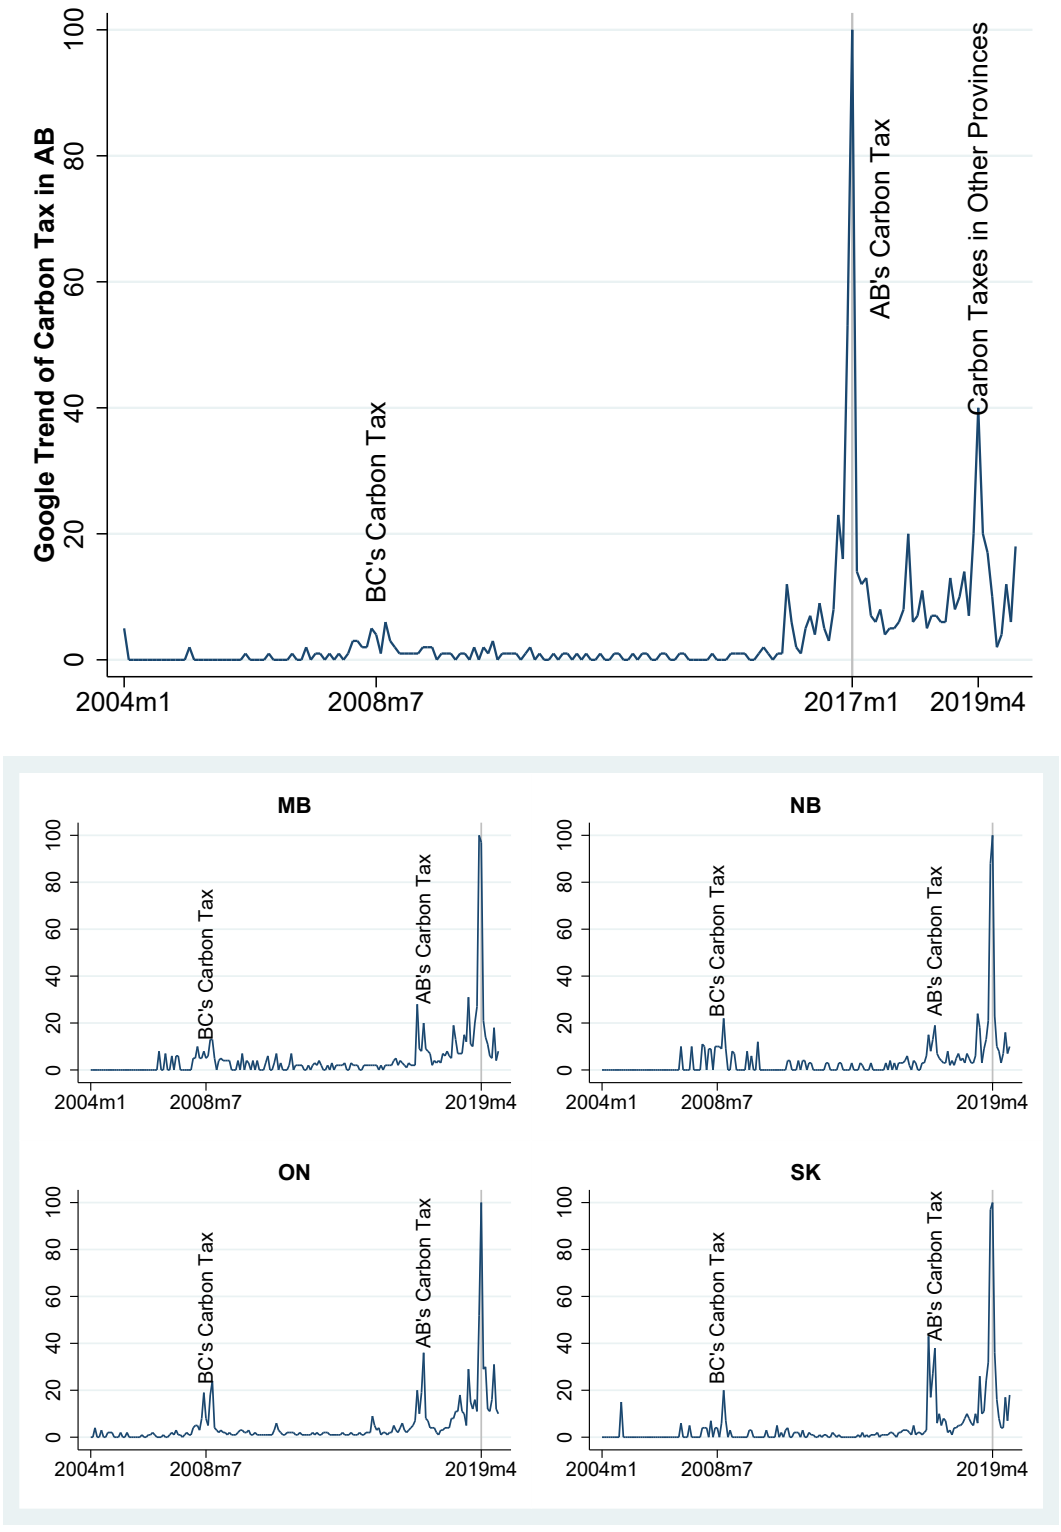 Google Trend of Carbon Tax in AB
100
80
60
40
20
0
BC's Carbon Tax
AB's Carbon Tax
Carbon Taxes in Other Provinces
2004m1
2008m7
2017m1
2019m4
MB
100
80
60
40
20
0
BC's Carbon Tax
AB's Carbon Tax
2004m1
2008m7
2019m4
NB
100
80
60
40
20
0
BC's Carbon Tax
AB's Carbon Tax
2004m1
2008m7
2019m4
ON
100
80
60
40
20
0
BC's Carbon Tax
AB's Carbon Tax
2004m1
2008m7
2019m4
SK
100
80
60
40
20
0
BC's Carbon Tax
AB's Carbon Tax
2004m1
2008m7
2019m4